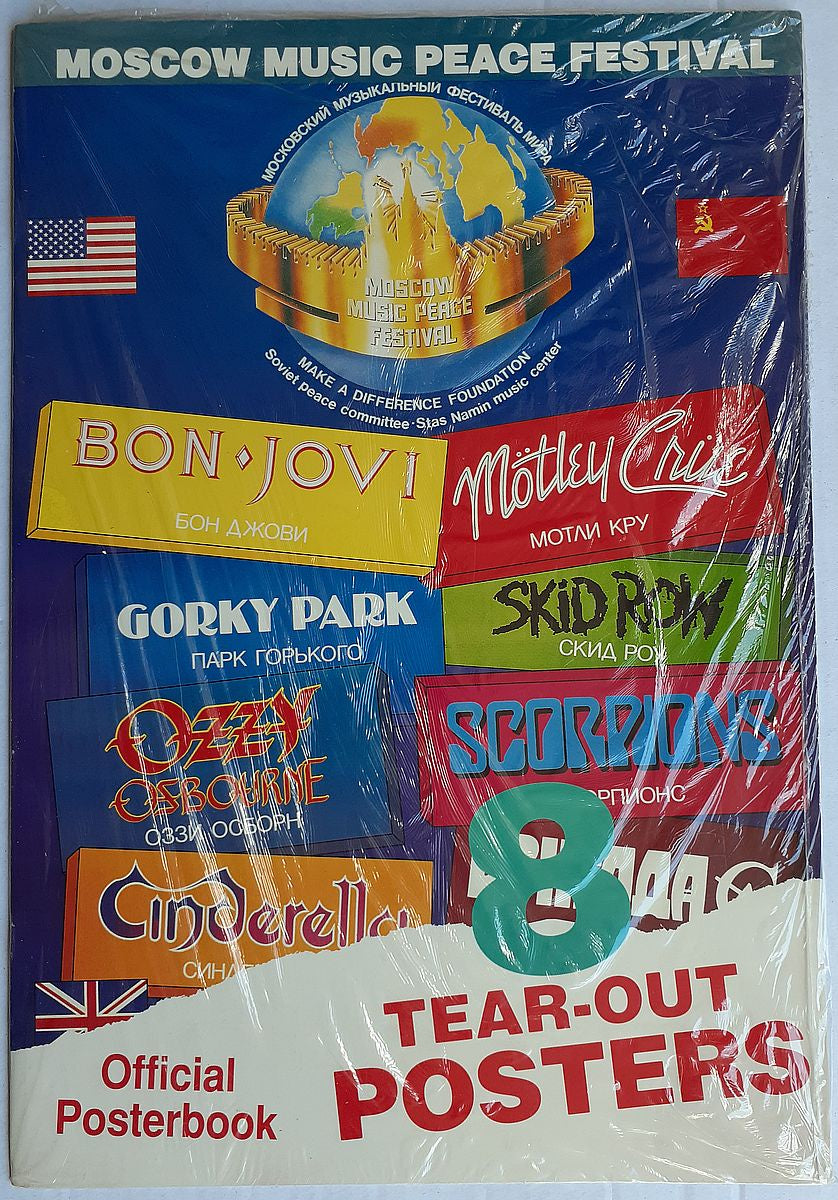 MOSCOW MUSIC PEACE FESTIVAL
МОСКОВСКИЙ МУЗЫКАЛЬНЫЙ ФЕСТИВАЛЬ МИРА
MOSCOW
MUSIC PEACE
FESTIVAL
MAKE A DIFFERENCE FOUNDATION
Soviet peace committee·Stas Namin music center
BON·JOVI
БОН ДЖОВИ
Mötley Crüe
МОТЛИ КРУ
GORKY PARK
ПАРК ГОРЬКОГО
SKID ROW
СКИД РОУ
OZZY
OSBOURNE
ОЗЗИ ОСБОРН
SCORPIONS
Cinderella
8
TEAR-OUT
POSTERS
Official
Posterbook